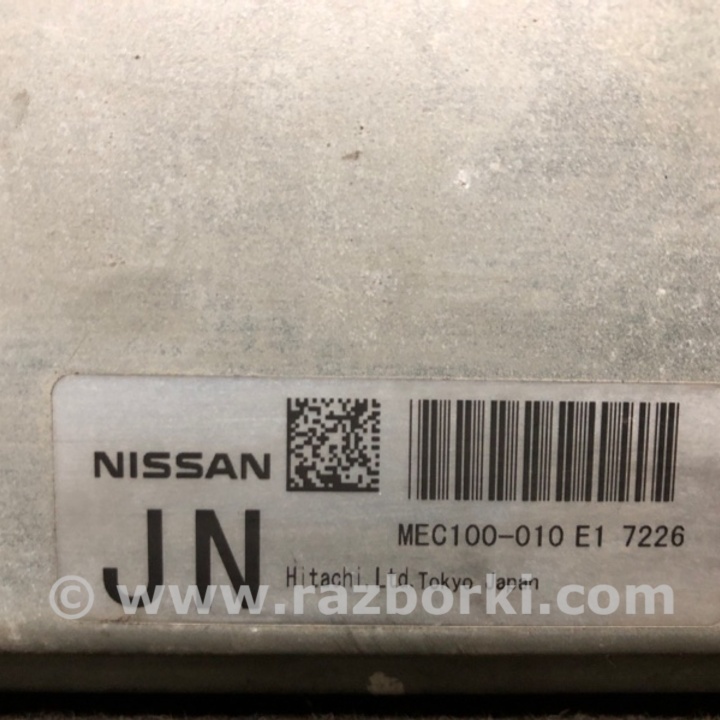 NISSAN
JN
MEC100-010 E1 7226
Hitachi,Ltd.Tokyo Japan
© www.razborki.com